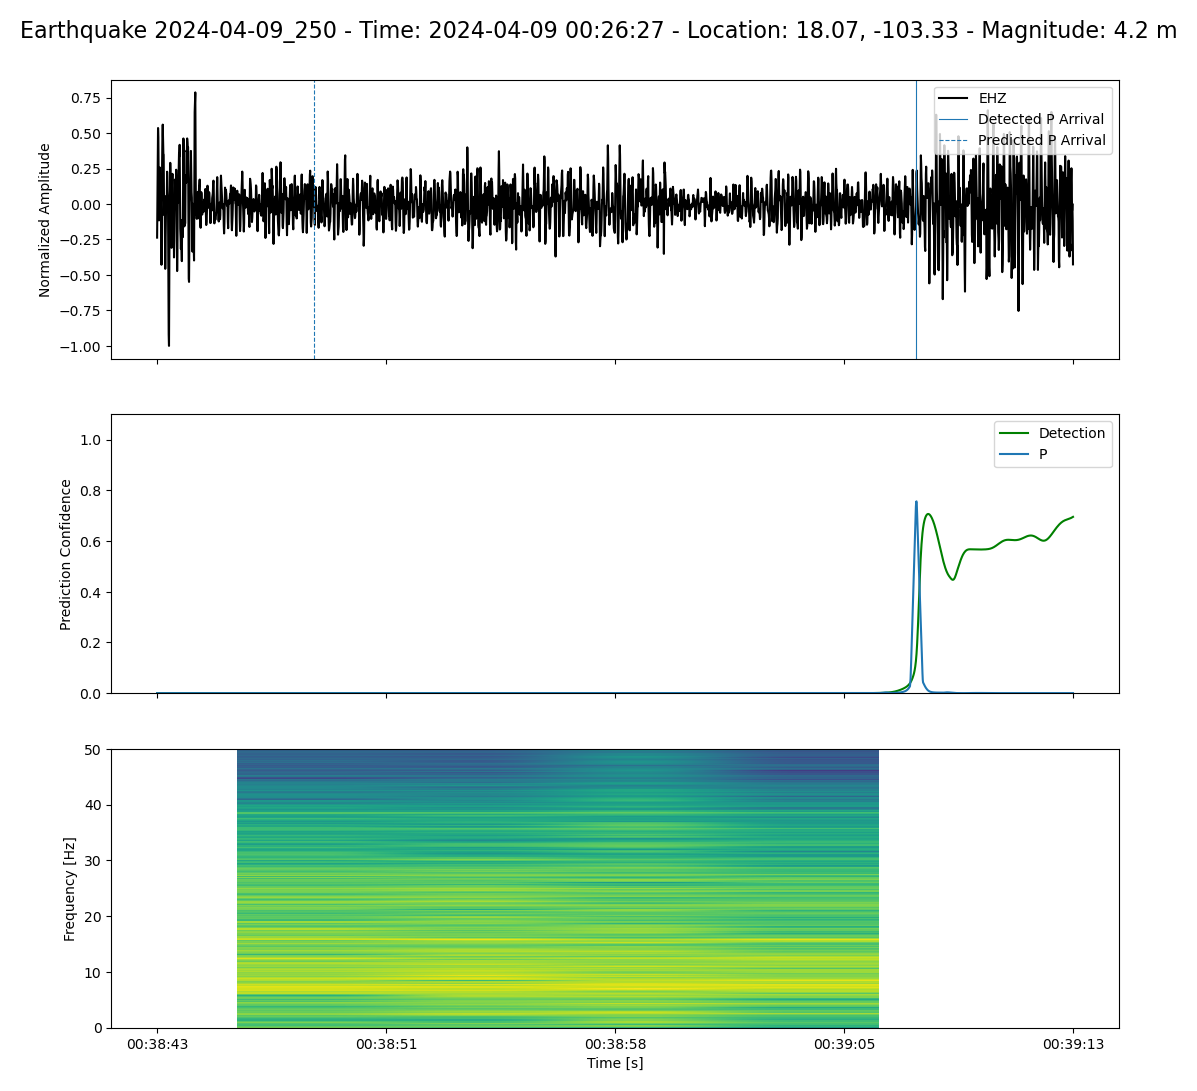 Earthquake 2024-04-09_250 - Time: 2024-04-09 00:26:27 - Location: 18.07, -103.33 - Magnitude: 4.2 m
0.75
0.50
0.25
0.00
−0.25
−0.50
−0.75
−1.00
Normalized Amplitude
EHZ
Detected P Arrival
Predicted P Arrival
1.0
0.8
0.6
0.4
0.2
0.0
Prediction Confidence
Detection
P
50
40
30
20
10
0
Frequency [Hz]
00:38:43
00:38:51
00:38:58
00:39:05
00:39:13
Time [s]